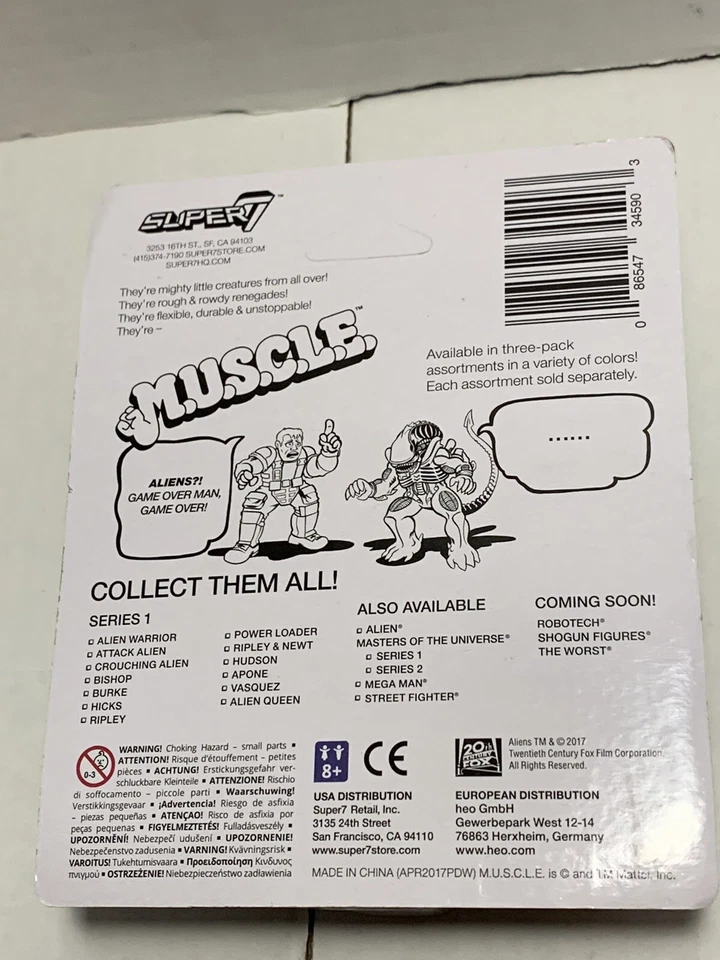 SUPER7™
3253 16TH ST., SF, CA 94103
(415)374-7190 SUPER7STORE.COM
SUPER7HQ.COM
They're mighty little creatures from all over!
They're rough & rowdy renegades!
They're flexible, durable & unstoppable!
They're –
M.U.S.C.L.E.™
0 86547 34590 3
Available in three-pack
assortments in a variety of colors!
Each assortment sold separately.
ALIENS?!
GAME OVER MAN,
GAME OVER!
......
COLLECT THEM ALL!
SERIES 1
ALIEN WARRIOR
ATTACK ALIEN
CROUCHING ALIEN
BISHOP
BURKE
HICKS
RIPLEY
POWER LOADER
RIPLEY & NEWT
HUDSON
APONE
VASQUEZ
ALIEN QUEEN
ALSO AVAILABLE
ALIEN®
MASTERS OF THE UNIVERSE®
SERIES 1
SERIES 2
MEGA MAN®
STREET FIGHTER®
COMING SOON!
ROBOTECH®
SHOGUN FIGURES®
THE WORST®
0-3
WARNING! Choking Hazard – small parts ▪
ATTENTION! Risque d'étouffement – petites
pièces ▪ ACHTUNG! Erstickungsgefahr ver-
schluckbare Kleinteile ▪ ATTENZIONE! Rischio
di soffocamento – piccole parti ▪ Waarschuwing!
Verstikkingsgevaar ▪ ¡Advertencia! Riesgo de asfixia
– piezas pequeñas ▪ ATENÇAO! Risco de asfixia por
peças pequenas ▪ FIGYELMEZTETÉS! Fulladásveszély ▪
UPOZORNĚNÍ! Nebezpečí udušení ▪ UPOZORNENIE!
Nebezpečenstvo zadusenia ▪ VARNING! Kvävningsrisk ▪
VAROITUS! Tukehtumisvaara ▪ Προειδοποίηση Κινδυνος
πνιγμού ▪ OSTRZEŻENIE! Niebezpieczeństwo zadławienia
8+
CE
20th
CENTURY
FOX
Aliens TM & © 2017
Twentieth Century Fox Film Corporation.
All Rights Reserved.
USA DISTRIBUTION
Super7 Retail, Inc.
3135 24th Street
San Francisco, CA 94110
www.super7store.com
EUROPEAN DISTRIBUTION
heo GmbH
Gewerbepark West 12-14
76863 Herxheim, Germany
www.heo.com
MADE IN CHINA (APR2017PDW) M.U.S.C.L.E. is © and TM Mattel, Inc.